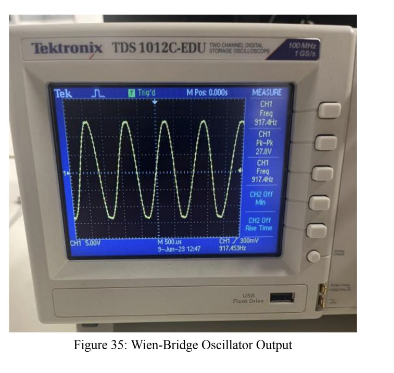 Tektronix TDS 1012C-EDU TWO CHANNEL DIGITAL STORAGE OSCILLOSCOPE
100 MHz
1 GS/s
Tek T Trig'd M Pos: 0.000s MEASURE
CH1
Freq
917.4Hz
CH1
Pk-Pk
27.8V
CH1
Freq
917.4Hz
CH2 Off
Min
CH2 Off
Rise Time
CH1 5.00V M 500us CH1 / 300mV
9-Jun-23 12:47 917.453Hz
USB
Flash Drive
Figure 35: Wien-Bridge Oscillator Output